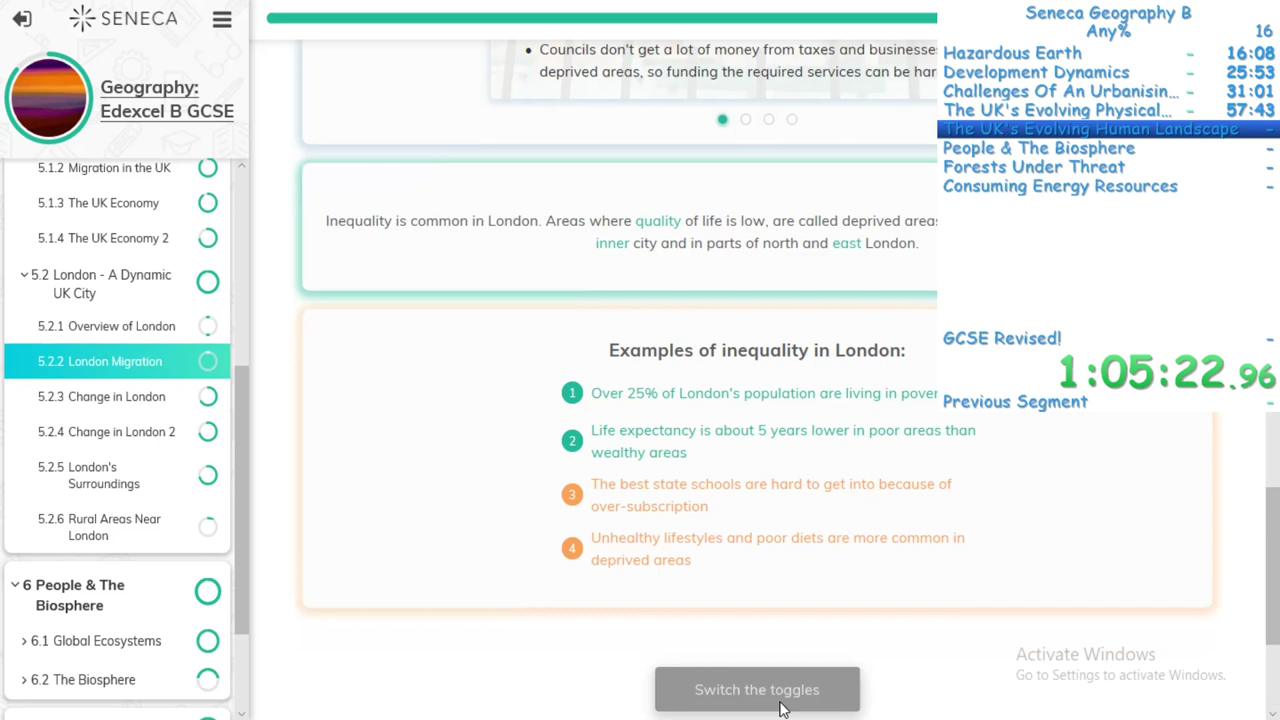 SENECA
Geography:
Edexcel B GCSE
5.1.2 Migration in the UK
5.1.3 The UK Economy
5.1.4 The UK Economy 2
5.2 London - A Dynamic
UK City
5.2.1 Overview of London
5.2.2 London Migration
5.2.3 Change in London
5.2.4 Change in London 2
5.2.5 London's
Surroundings
5.2.6 Rural Areas Near
London
6 People & The
Biosphere
6.1 Global Ecosystems
6.2 The Biosphere
Councils don't get a lot of money from taxes and businesses
deprived areas, so funding the required services can be har
Inequality is common in London. Areas where quality of life is low, are called deprived areas
inner city and in parts of north and east London.
Examples of inequality in London:
1 Over 25% of London's population are living in pover
2 Life expectancy is about 5 years lower in poor areas than
wealthy areas
3 The best state schools are hard to get into because of
over-subscription
4 Unhealthy lifestyles and poor diets are more common in
deprived areas
Switch the toggles
Seneca Geography B
Any% 16
Hazardous Earth - 16:08
Development Dynamics - 25:53
Challenges Of An Urbanisin... - 31:01
The UK's Evolving Physical... - 57:43
The UK's Evolving Human Landscape -
People & The Biosphere -
Forests Under Threat -
Consuming Energy Resources -
GCSE Revised! -
1:05:22.96
Previous Segment -
Activate Windows
Go to Settings to activate Windows.